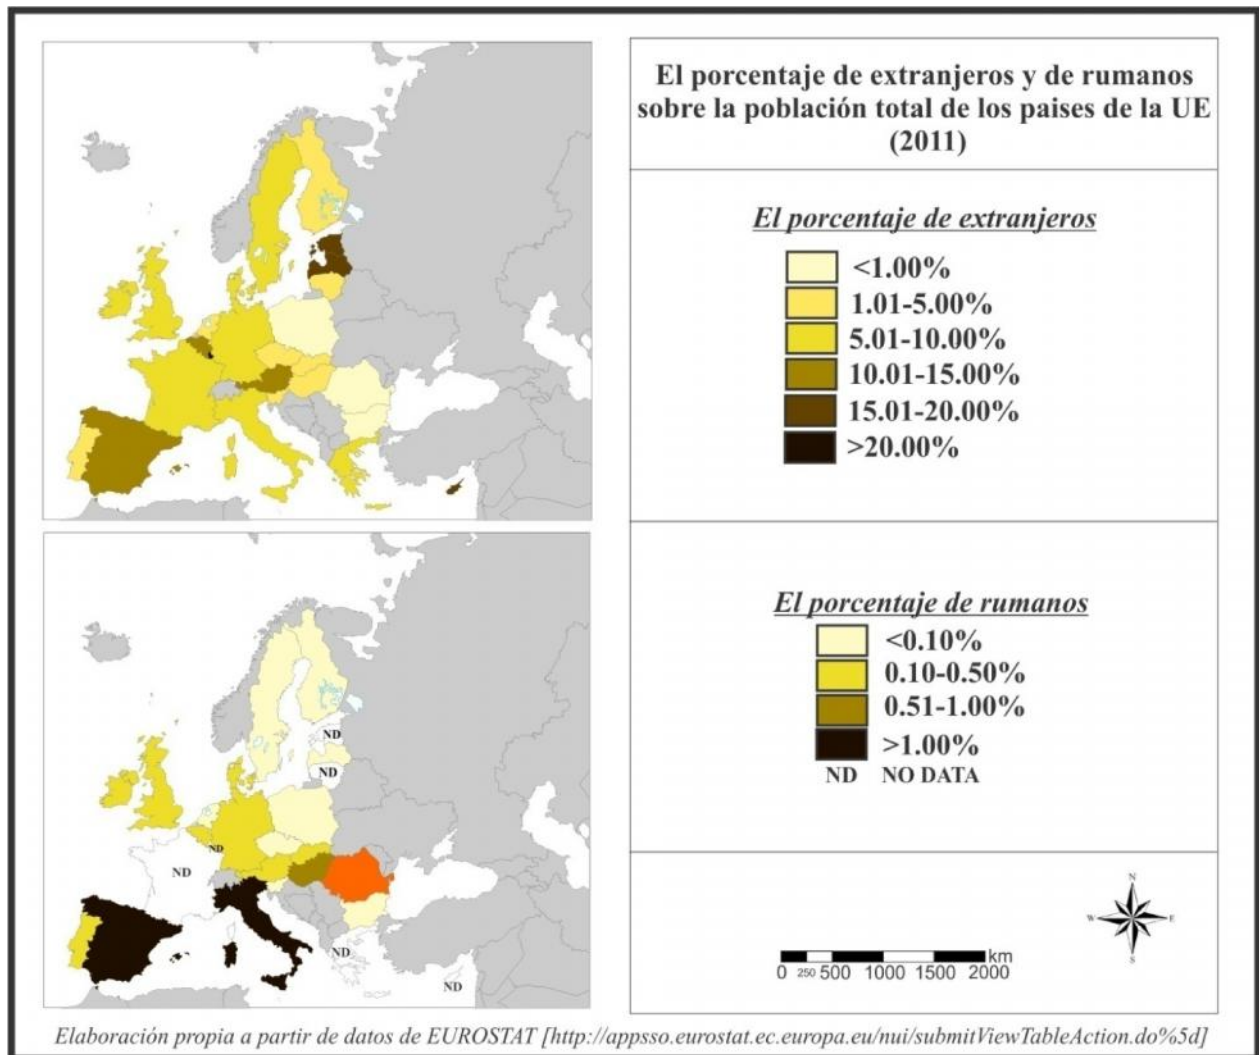 El porcentaje de extranjeros y de rumanos
sobre la población total de los paises de la UE
(2011)
El porcentaje de extranjeros
<1.00%
1.01-5.00%
5.01-10.00%
10.01-15.00%
15.01-20.00%
>20.00%
ND
ND
ND
ND
ND
ND
El porcentaje de rumanos
<0.10%
0.10-0.50%
0.51-1.00%
>1.00%
ND NO DATA
N
W E
S
km
0 250 500 1000 1500 2000
Elaboración propia a partir de datos de EUROSTAT [http://appsso.eurostat.ec.europa.eu/nui/submitViewTableAction.do%5d]